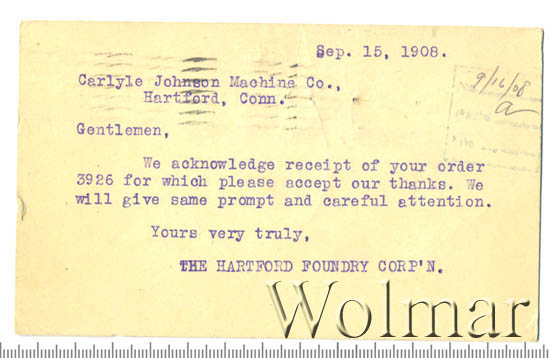 Sep. 15, 1908.
Carlyle Johnson Machine Co.,
Hartford, Conn.
9/16/08
a
Gentlemen,
We acknowledge receipt of your order
3926 for which please accept our thanks. We
will give same prompt and careful attention.
Yours very truly,
THE HARTFORD FOUNDRY CORP'N.
Wolmar